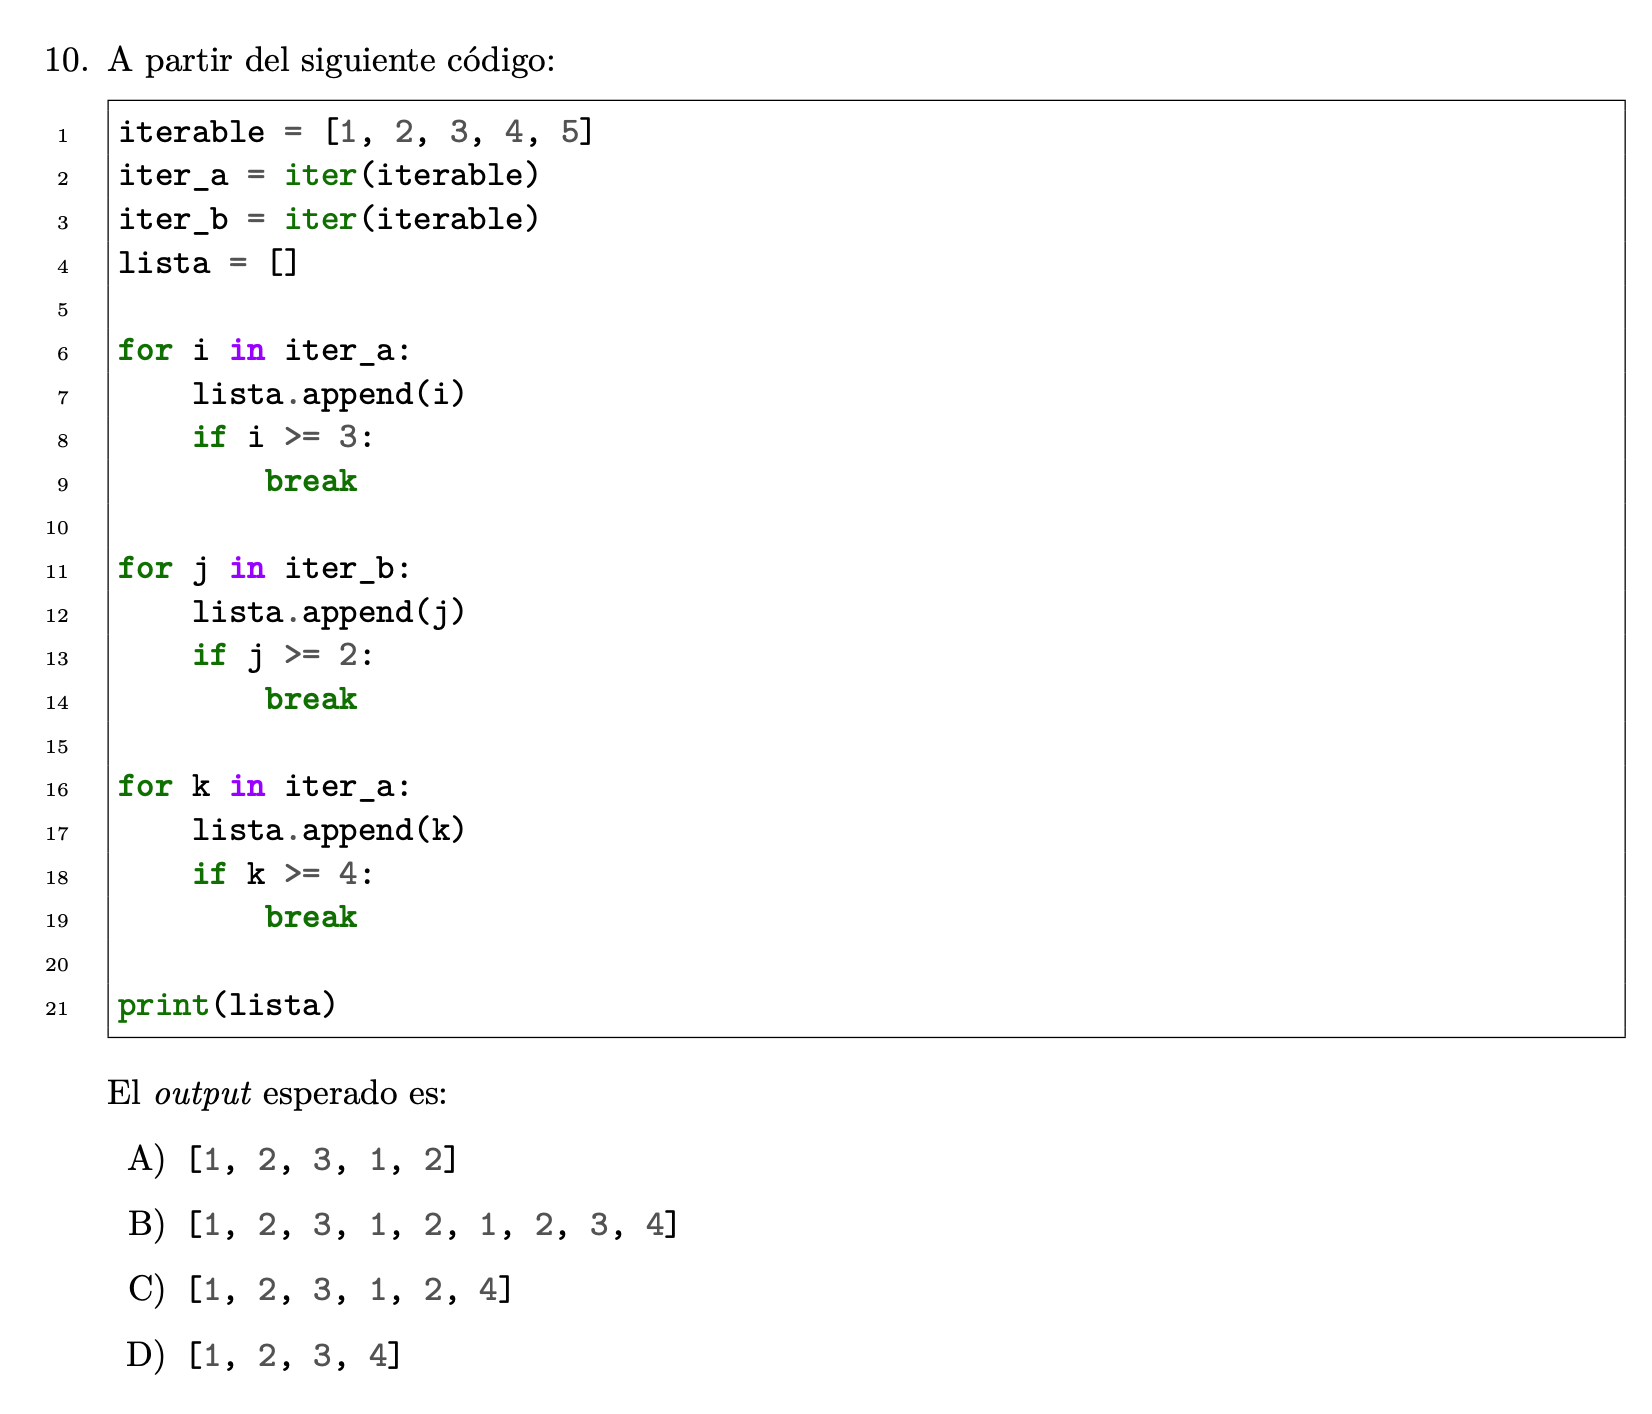 10. A partir del siguiente código:
1 iterable = [1, 2, 3, 4, 5]
2 iter_a = iter(iterable)
3 iter_b = iter(iterable)
4 lista = []
5
6 for i in iter_a:
7     lista.append(i)
8     if i >= 3:
9         break
10
11 for j in iter_b:
12     lista.append(j)
13     if j >= 2:
14         break
15
16 for k in iter_a:
17     lista.append(k)
18     if k >= 4:
19         break
20
21 print(lista)
El output esperado es:
A) [1, 2, 3, 1, 2]
B) [1, 2, 3, 1, 2, 1, 2, 3, 4]
C) [1, 2, 3, 1, 2, 4]
D) [1, 2, 3, 4]